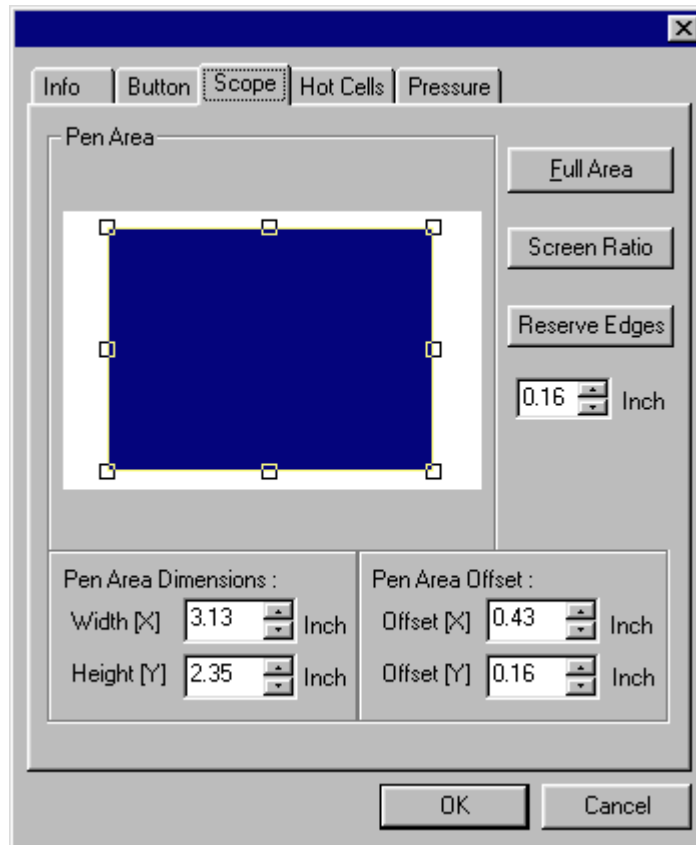 Info Button Scope Hot Cells Pressure
Pen Area
Full Area
Screen Ratio
Reserve Edges
0.16 Inch
Pen Area Dimensions :
Width [X] 3.13 Inch
Height [Y] 2.35 Inch
Pen Area Offset :
Offset [X] 0.43 Inch
Offset [Y] 0.16 Inch
OK Cancel